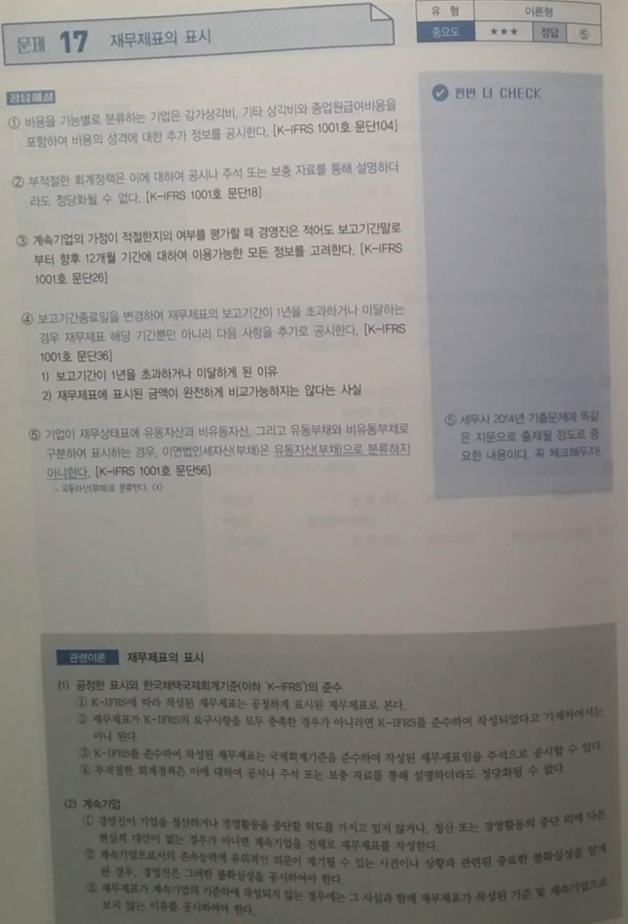 문제 17 재무제표의 표시
유 형 이론형
중요도 ★★★ 정답 ⑤
정답해설
① 비용을 기능별로 분류하는 기업은 감가상각비, 기타 상각비와 종업원급여비용을
포함하여 비용의 성격에 대한 추가 정보를 공시한다. [K-IFRS 1001호 문단104]
② 부적절한 회계정책은 이에 대하여 공시나 주석 또는 보충 자료를 통해 설명하더
라도 정당화될 수 없다. [K-IFRS 1001호 문단18]
③ 계속기업의 가정이 적절한지의 여부를 평가할 때 경영진은 적어도 보고기간말로
부터 향후 12개월 기간에 대하여 이용가능한 모든 정보를 고려한다. [K-IFRS
1001호 문단26]
④ 보고기간종료일을 변경하여 재무제표의 보고기간이 1년을 초과하거나 미달하는
경우 재무제표 해당 기간뿐만 아니라 다음 사항을 추가로 공시한다. [K-IFRS
1001호 문단36]
1) 보고기간이 1년을 초과하거나 미달하게 된 이유
2) 재무제표에 표시된 금액이 완전하게 비교가능하지는 않다는 사실
⑤ 기업이 재무상태표에 유동자산과 비유동자산, 그리고 유동부채와 비유동부채로
구분하여 표시하는 경우, 이연법인세자산(부채)은 유동자산(부채)으로 분류하지
아니한다. [K-IFRS 1001호 문단56]
유동자산(부채)로 분류한다. (X)
한번 더 CHECK
⑤ 세무사 2014년 기출문제에 똑같
은 지문으로 출제될 정도로 중
요한 내용이다. 꼭 체크해두자!
관련이론 재무제표의 표시
(1) 공정한 표시와 한국채택국제회계기준(이하 'K-IFRS')의 준수
① K-IFRS에 따라 작성된 재무제표는 공정하게 표시된 재무제표로 본다.
② 재무제표가 K-IFRS의 요구사항을 모두 충족한 경우가 아니라면 K-IFRS를 준수하여 작성되었다고 기재하여서는
아니 된다.
③ K-IFRS를 준수하여 작성된 재무제표는 국제회계기준을 준수하여 작성된 재무제표임을 주석으로 공시할 수 있다.
④ 부적절한 회계정책은 이에 대하여 공시나 주석 또는 보충 자료를 통해 설명하더라도 정당화될 수 없다.
(2) 계속기업
① 경영진이 기업을 청산하거나 경영활동을 중단할 의도를 가지고 있지 않거나, 청산 또는 경영활동의 중단 외에 다른
현실적 대안이 없는 경우가 아니면 계속기업을 전제로 재무제표를 작성한다.
② 계속기업으로서의 존속능력에 유의적인 의문이 제기될 수 있는 사건이나 상황과 관련된 중요한 불확실성을 알게
된 경우, 경영진은 그러한 불확실성을 공시하여야 한다.
③ 재무제표가 계속기업의 기준하에 작성되지 않는 경우에는 그 사실과 함께 재무제표가 작성된 기준 및 계속기업으로
보지 않는 이유를 공시하여야 한다.